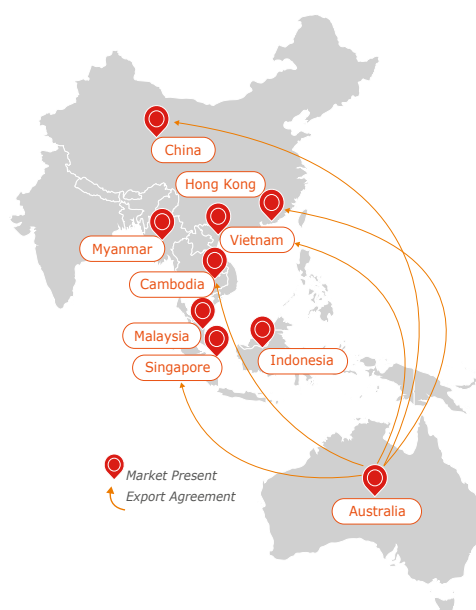 China
Hong Kong
Myanmar
Vietnam
Cambodia
Malaysia
Indonesia
Singapore
Market Present
Export Agreement
Australia